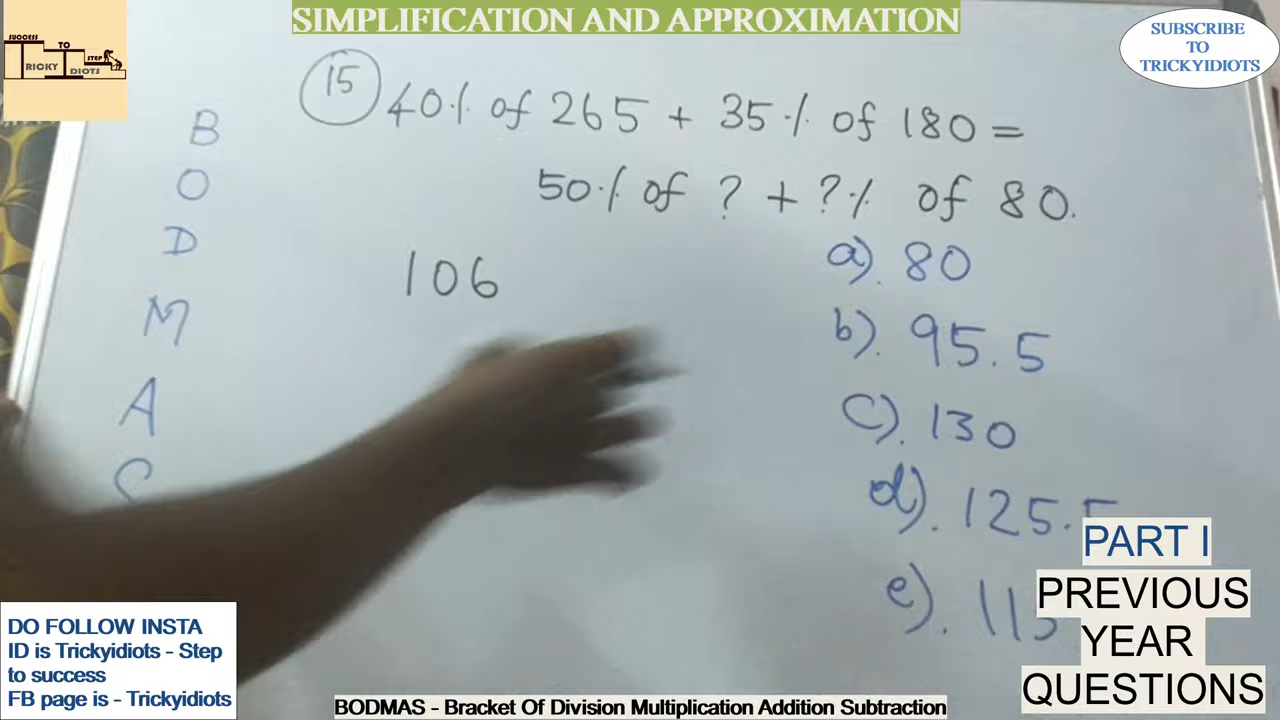 SIMPLIFICATION AND APPROXIMATION
SUCCESS
TO
STEP
TRICKY IDIOTS
SUBSCRIBE
TO
TRICKYIDIOTS
15 40% of 265 + 35% of 180 =
50% of ? + ?% of 80.
B
O
D
M
A
S
106
a). 80
b). 95.5
c). 130
d). 125.5
e).
PART I
PREVIOUS
YEAR
QUESTIONS
DO FOLLOW INSTA
ID is Trickyidiots - Step
to success
FB page is - Trickyidiots
BODMAS - Bracket Of Division Multiplication Addition Subtraction